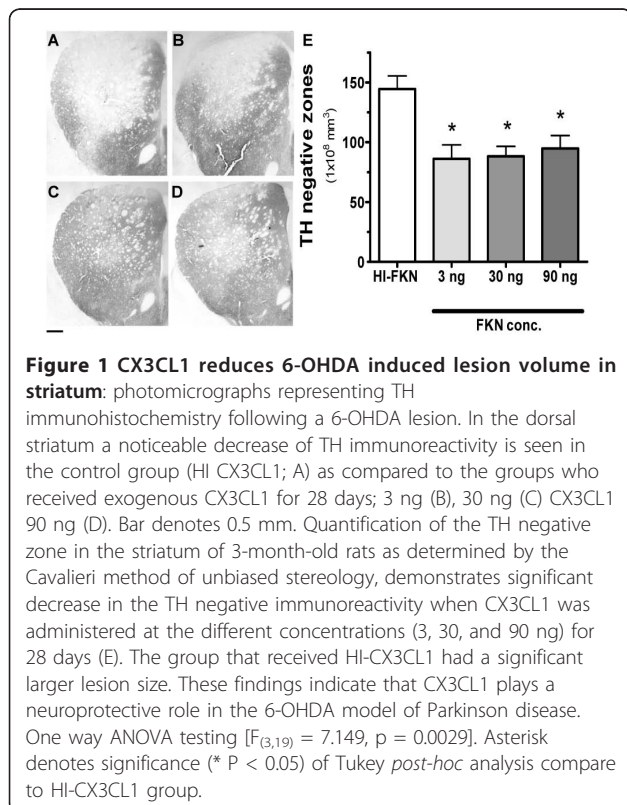 A
B
C
D
E
TH negative zones
(1x10⁸ mm³)
150
100
50
0
*
*
*
HI-FKN
3 ng
30 ng
90 ng
FKN conc.
Figure 1 CX3CL1 reduces 6-OHDA induced lesion volume in
striatum: photomicrographs representing TH
immunohistochemistry following a 6-OHDA lesion. In the dorsal
striatum a noticeable decrease of TH immunoreactivity is seen in
the control group (HI CX3CL1; A) as compared to the groups who
received exogenous CX3CL1 for 28 days; 3 ng (B), 30 ng (C) CX3CL1
90 ng (D). Bar denotes 0.5 mm. Quantification of the TH negative
zone in the striatum of 3-month-old rats as determined by the
Cavalieri method of unbiased stereology, demonstrates significant
decrease in the TH negative immunoreactivity when CX3CL1 was
administered at the different concentrations (3, 30, and 90 ng) for
28 days (E). The group that received HI-CX3CL1 had a significant
larger lesion size. These findings indicate that CX3CL1 plays a
neuroprotective role in the 6-OHDA model of Parkinson disease.
One way ANOVA testing [F(3,19) = 7.149, p = 0.0029]. Asterisk
denotes significance (* P < 0.05) of Tukey post-hoc analysis compare
to HI-CX3CL1 group.